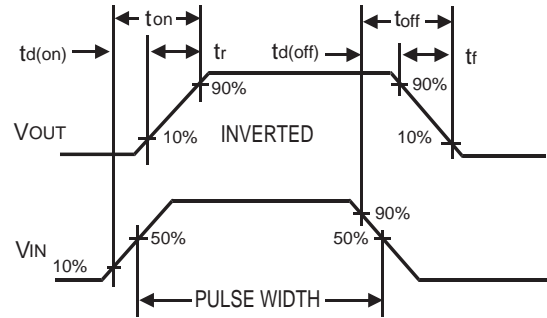 ton toff
td(on) tr td(off) tf
90% 90%
VOUT 10% INVERTED 10%
90%
50% 50%
VIN
10%
PULSE WIDTH